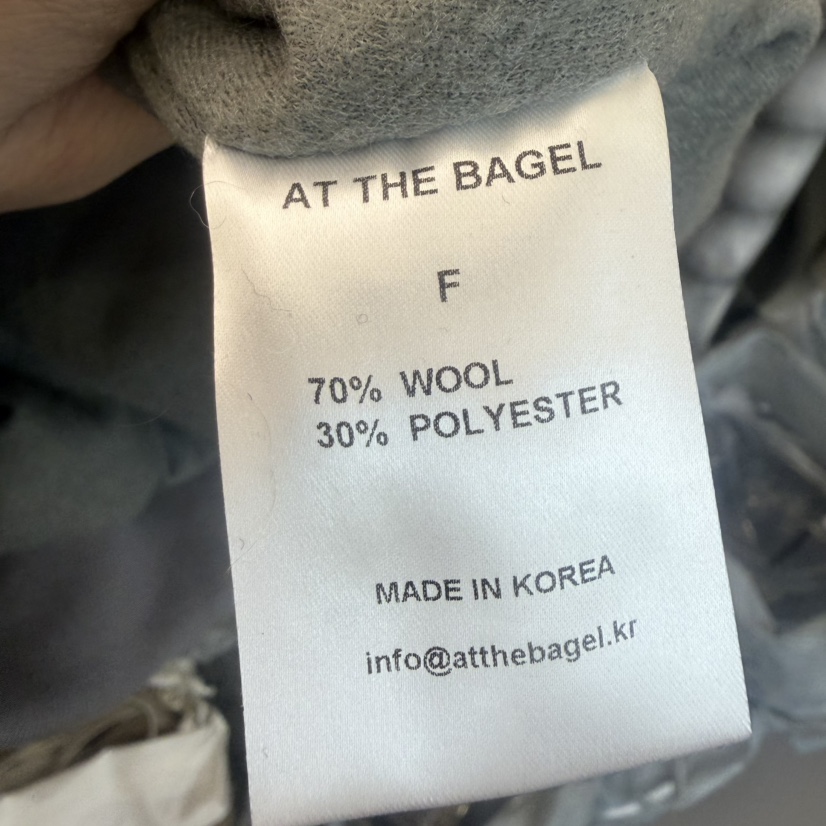 AT THE BAGEL
F
70% WOOL
30% POLYESTER
MADE IN KOREA
info@atthebagel.kr